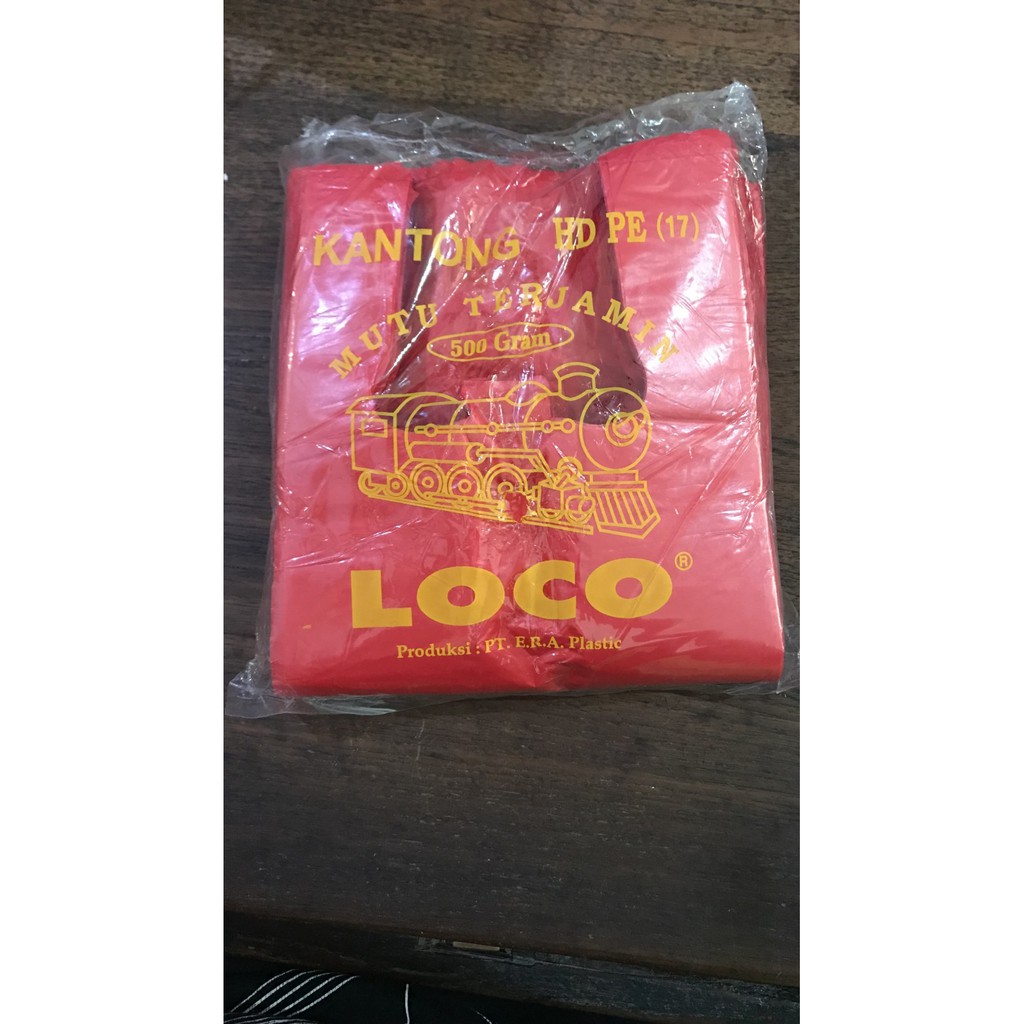 KANTONG HD PE (17)
MUTU TERJAMIN
500 Gram
LOCO®
Produksi : PT. E.R.A. Plastic